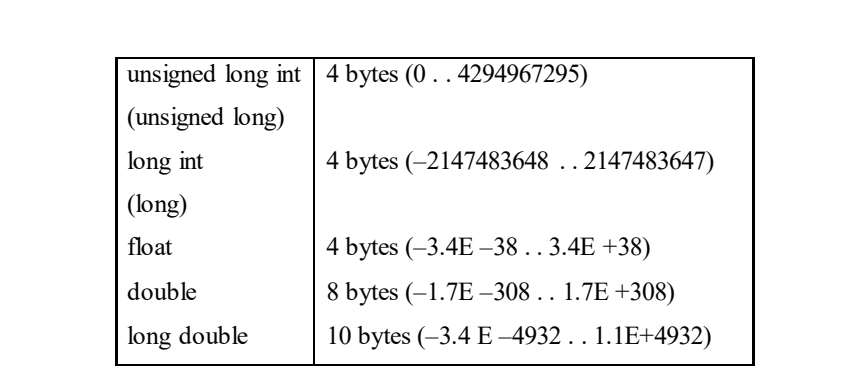 unsigned long int 4 bytes (0 . . 4294967295)
(unsigned long)
long int 4 bytes (–2147483648 . . 2147483647)
(long)
float 4 bytes (–3.4E –38 . . 3.4E +38)
double 8 bytes (–1.7E –308 . . 1.7E +308)
long double 10 bytes (–3.4 E –4932 . . 1.1E+4932)